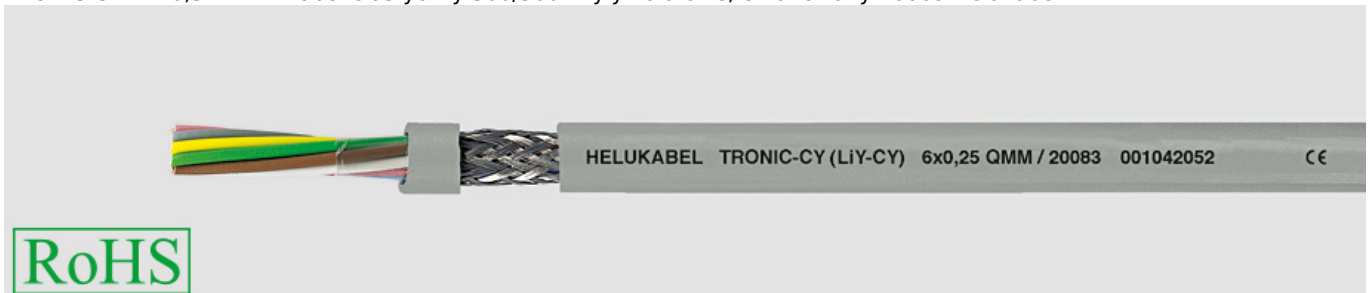 HELUKABEL TRONIC-CY (LiY-CY) 6x0,25 QMM / 20083 001042052 CE
RoHS